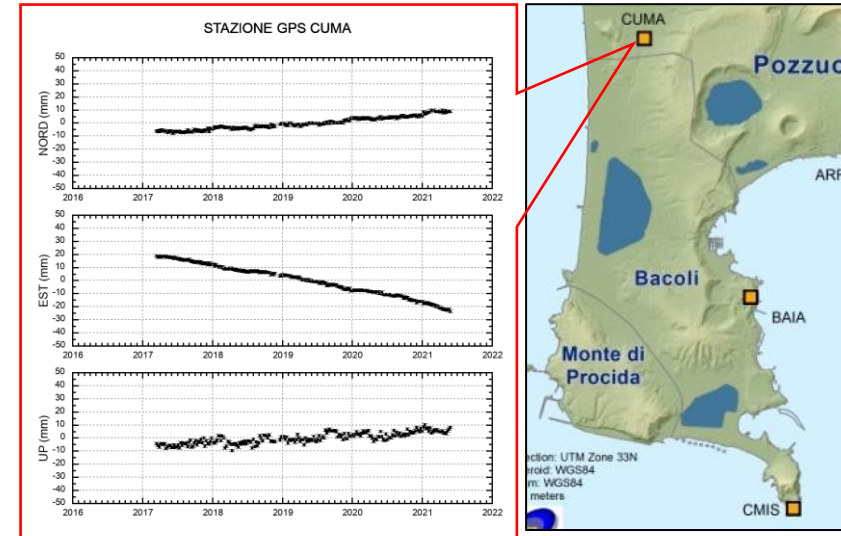 STAZIONE GPS CUMA
50
40
30
20
10
0
-10
-20
-30
-40
-50
NORD (mm)
2016 2017 2018 2019 2020 2021 2022
50
40
30
20
10
0
-10
-20
-30
-40
-50
EST (mm)
2016 2017 2018 2019 2020 2021 2022
50
40
30
20
10
0
-10
-20
-30
-40
-50
UP (mm)
2016 2017 2018 2019 2020 2021 2022
CUMA
Pozzuo
ARF
Bacoli
BAIA
Monte di
Procida
ection: UTM Zone 33N
eroid: WGS84
m: WGS84
meters
CMIS